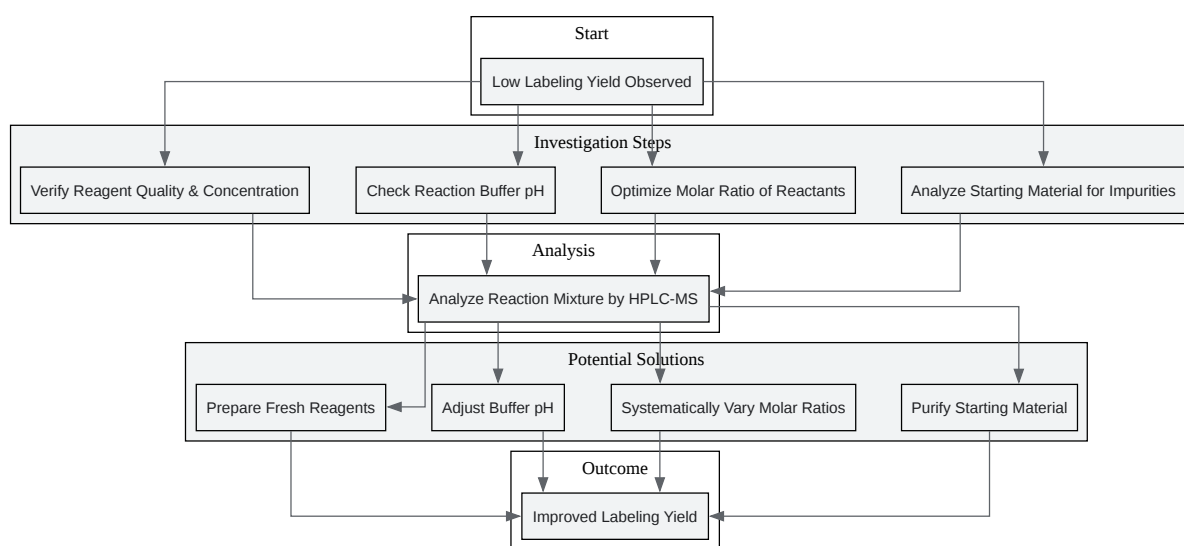 Start
Low Labeling Yield Observed
Investigation Steps
Verify Reagent Quality & Concentration
Check Reaction Buffer pH
Optimize Molar Ratio of Reactants
Analyze Starting Material for Impurities
Analysis
Analyze Reaction Mixture by HPLC-MS
Potential Solutions
Prepare Fresh Reagents
Adjust Buffer pH
Systematically Vary Molar Ratios
Purify Starting Material
Outcome
Improved Labeling Yield